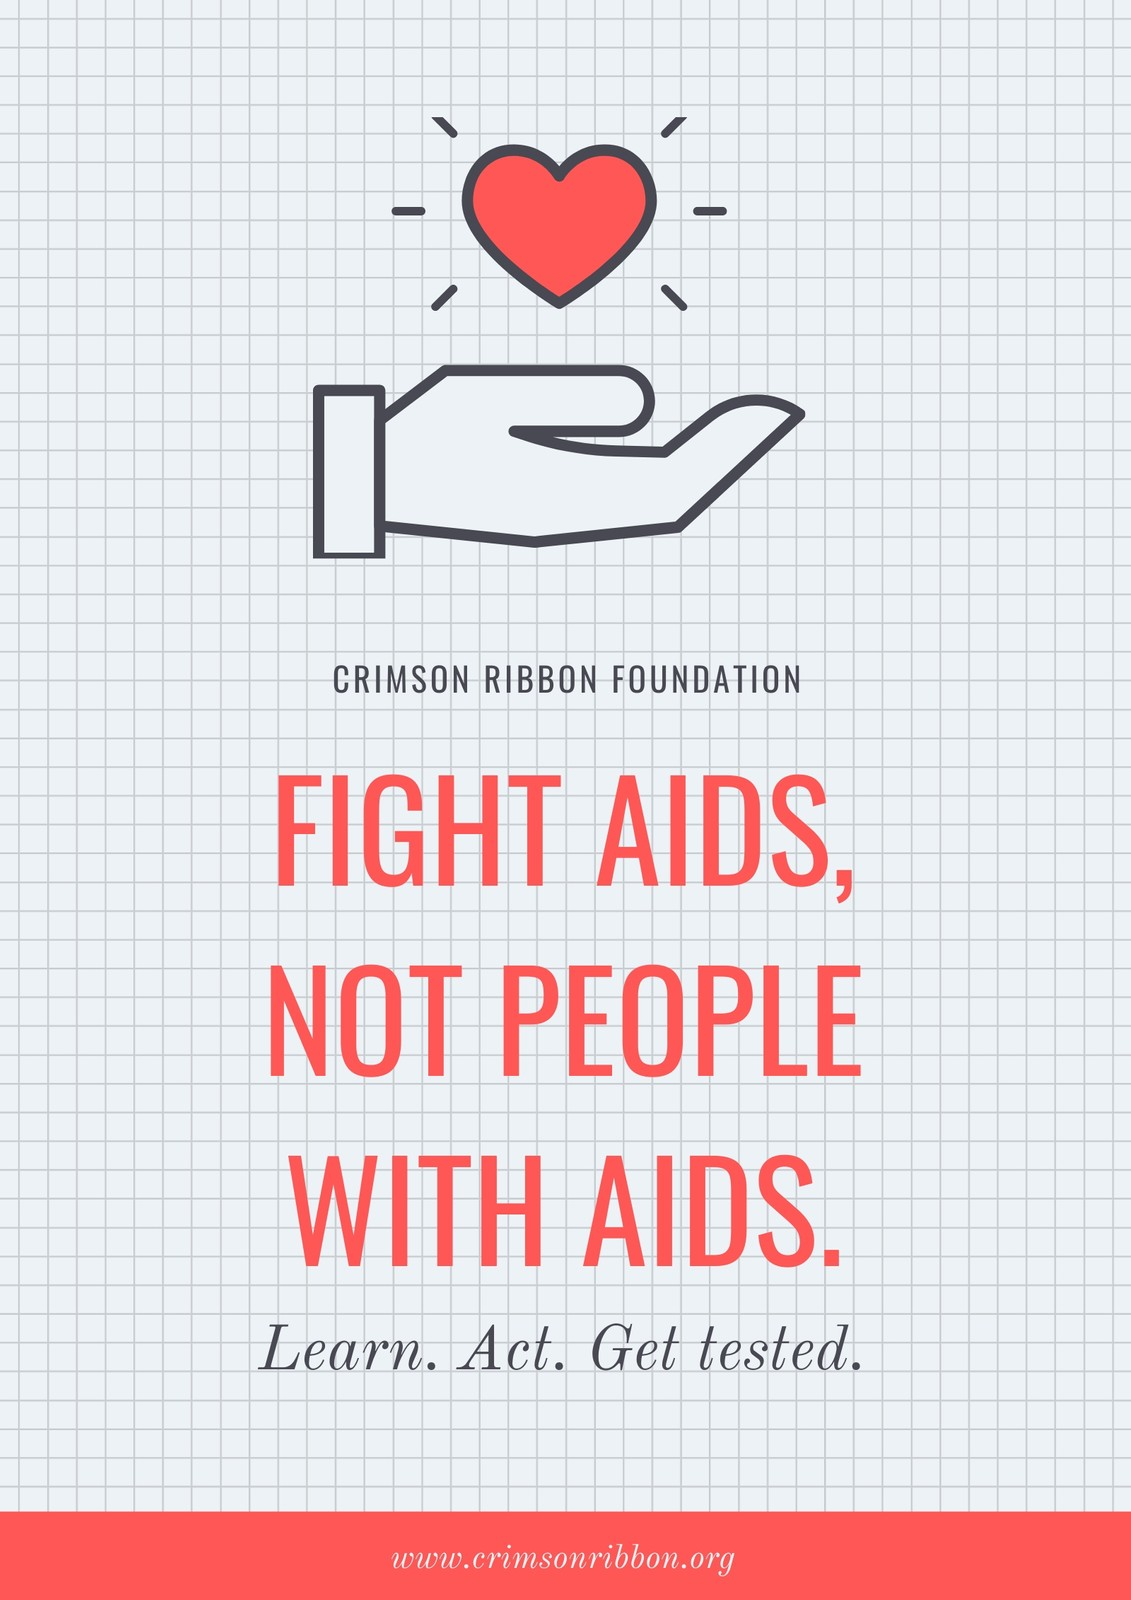 CRIMSON RIBBON FOUNDATION
FIGHT AIDS,
NOT PEOPLE
WITH AIDS.
Learn. Act. Get tested.
www.crimsonribbon.org